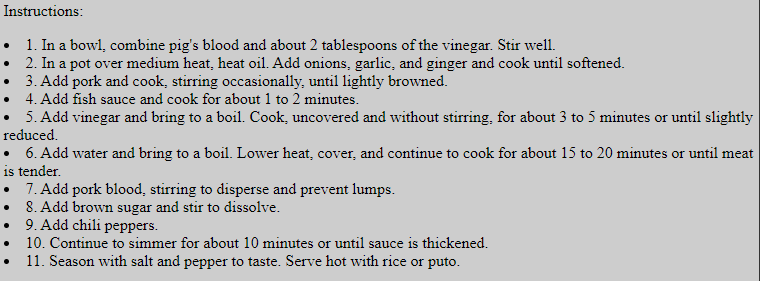 Instructions:
• 1. In a bowl, combine pig's blood and about 2 tablespoons of the vinegar. Stir well.
• 2. In a pot over medium heat, heat oil. Add onions, garlic, and ginger and cook until softened.
• 3. Add pork and cook, stirring occasionally, until lightly browned.
• 4. Add fish sauce and cook for about 1 to 2 minutes.
• 5. Add vinegar and bring to a boil. Cook, uncovered and without stirring, for about 3 to 5 minutes or until slightly
reduced.
• 6. Add water and bring to a boil. Lower heat, cover, and continue to cook for about 15 to 20 minutes or until meat
is tender.
• 7. Add pork blood, stirring to disperse and prevent lumps.
• 8. Add brown sugar and stir to dissolve.
• 9. Add chili peppers.
• 10. Continue to simmer for about 10 minutes or until sauce is thickened.
• 11. Season with salt and pepper to taste. Serve hot with rice or puto.